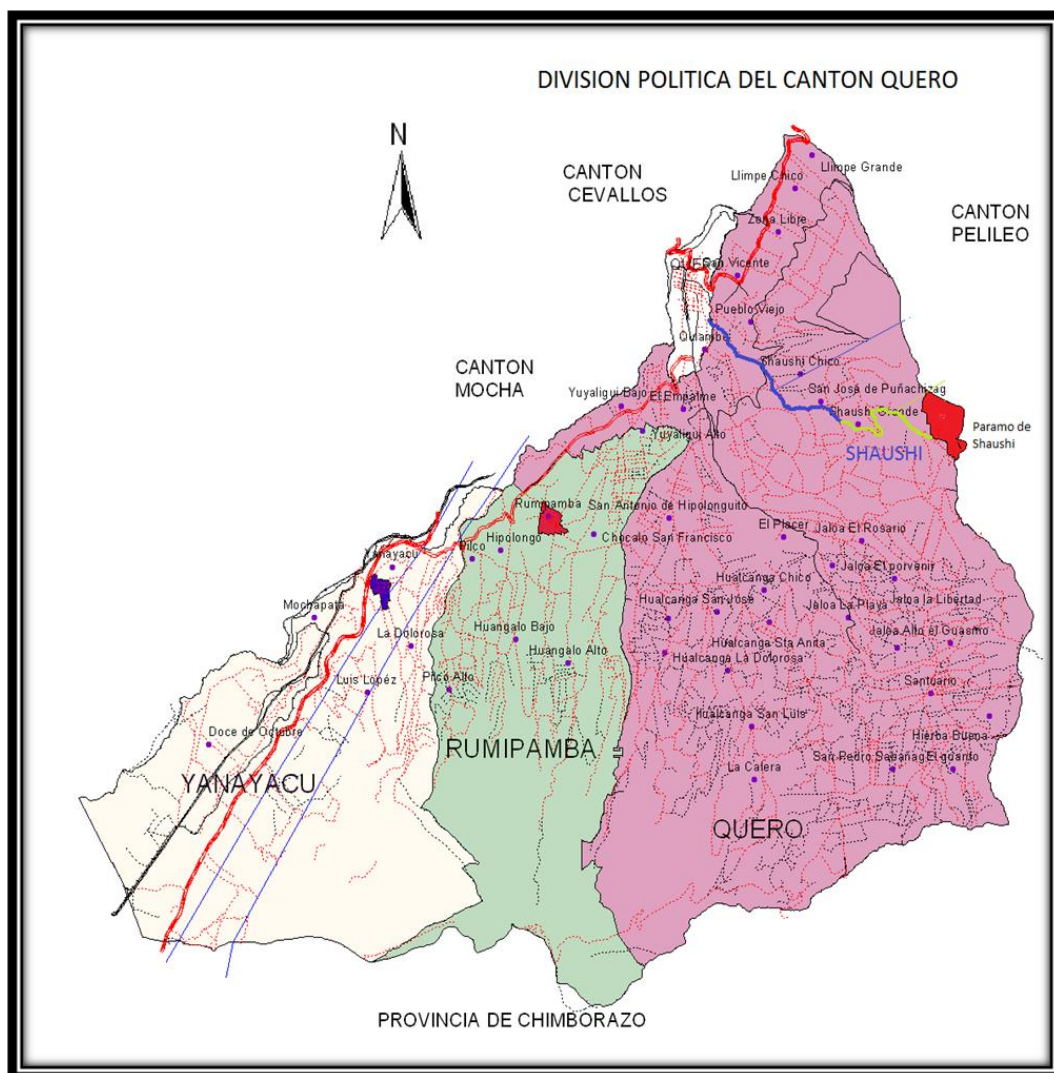 DIVISION POLITICA DEL CANTON QUERO
N
CANTON
CEVALLOS
Llimpe Grande
Llimpe Chico
CANTON
PELILEO
Zona Libre
San Vicente
Pueblo Viejo
CANTON
MOCHA
Shaushi Chico
Yuyaligui Bajo
El Empalme
San José de Puñachizag
Shaushi Grande
Paramo de
Shaushi
Yuyaligui Alto
SHAUSHI
Rumipamba
San Antonio de Hipolonguito
El Placer
Jaloa El Rosario
Chocalo San Francisco
Hipolongo
Pilco
Yanayacu
Jaloa El porvenir
Hualcanga Chico
Mochapata
Hualcanga San José
Jaloa La Playa
Jaloa la Libertad
La Dolorosa
Huangalo Bajo
Hualcanga Sta Anita
Jaloa Alto el Guasmo
Huangalo Alto
Hualcanga La Dolorosa
Luis Lopéz
Pilco Alto
Santuario
Hualcanga San Luis
Doce de Octubre
Hierba Buena
RUMIPAMBA
La Calera
San Pedro Sabañag
El guanto
YANAYACU
QUERO
PROVINCIA DE CHIMBORAZO